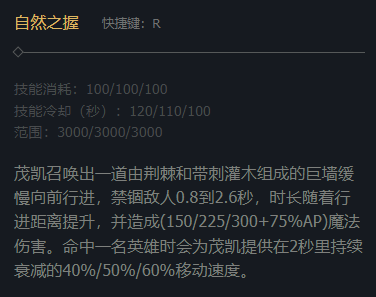 自然之握 快捷键：R
技能消耗：100/100/100
技能冷却（秒）：120/110/100
范围：3000/3000/3000
茂凯召唤出一道由荆棘和带刺灌木组成的巨墙缓
慢向前行进，禁锢敌人0.8到2.6秒，时长随着行
进距离提升，并造成(150/225/300+75%AP)魔法
伤害。命中一名英雄时会为茂凯提供在2秒里持续
衰减的40%/50%/60%移动速度。